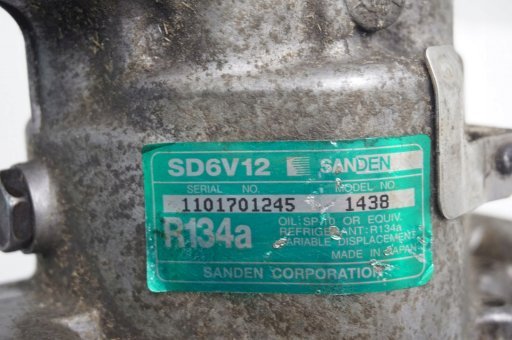 SD6V12 SANDEN
SERIAL NO. MODEL NO.
1101701245 1438
OIL:SP10 OR EQUIV.
REFRIGERANT:R134a
VARIABLE DISPLACEMENT
R134a MADE IN JAPAN
SANDEN CORPORATION